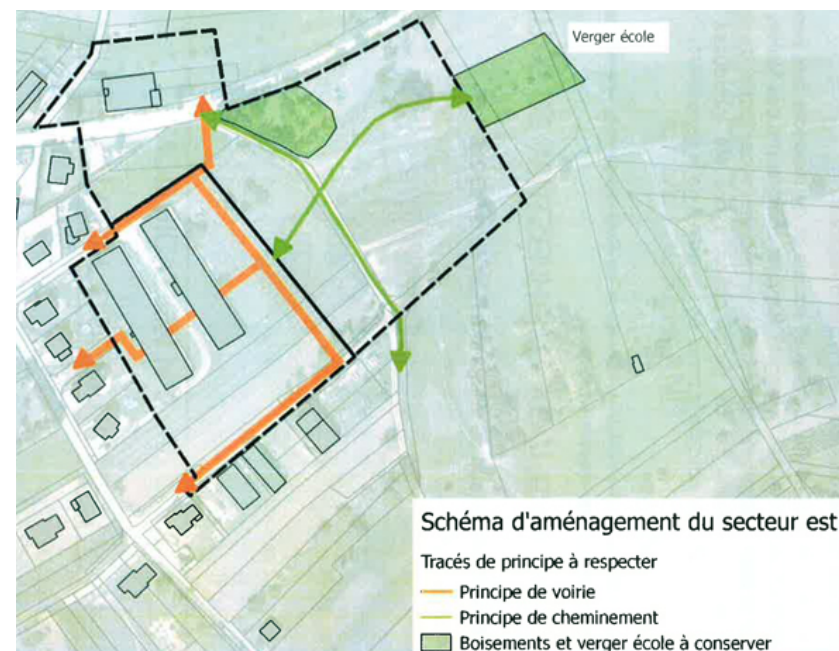 Verger école
Schéma d'aménagement du secteur est
Tracés de principe à respecter
Principe de voirie
Principe de cheminement
Boisements et verger école à conserver